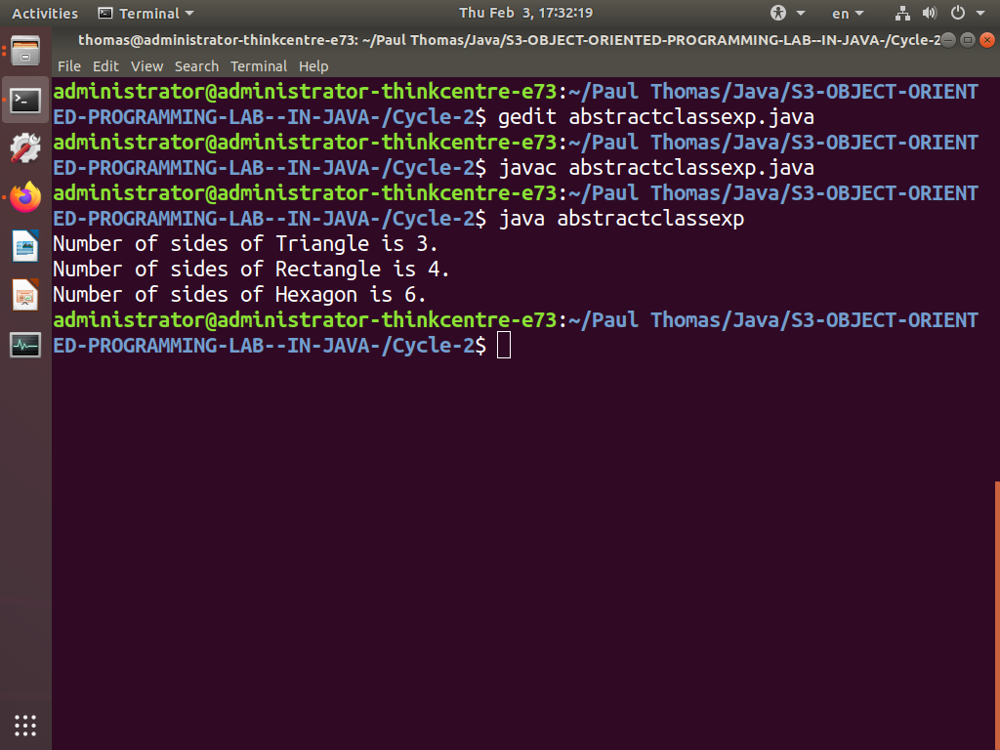 Activities Terminal Thu Feb 3, 17:32:19 en
thomas@administrator-thinkcentre-e73: ~/Paul Thomas/Java/S3-OBJECT-ORIENTED-PROGRAMMING-LAB--IN-JAVA-/Cycle-2
File Edit View Search Terminal Help
administrator@administrator-thinkcentre-e73:~/Paul Thomas/Java/S3-OBJECT-ORIENT
ED-PROGRAMMING-LAB--IN-JAVA-/Cycle-2$ gedit abstractclassexp.java
administrator@administrator-thinkcentre-e73:~/Paul Thomas/Java/S3-OBJECT-ORIENT
ED-PROGRAMMING-LAB--IN-JAVA-/Cycle-2$ javac abstractclassexp.java
administrator@administrator-thinkcentre-e73:~/Paul Thomas/Java/S3-OBJECT-ORIENT
ED-PROGRAMMING-LAB--IN-JAVA-/Cycle-2$ java abstractclassexp
Number of sides of Triangle is 3.
Number of sides of Rectangle is 4.
Number of sides of Hexagon is 6.
administrator@administrator-thinkcentre-e73:~/Paul Thomas/Java/S3-OBJECT-ORIENT
ED-PROGRAMMING-LAB--IN-JAVA-/Cycle-2$